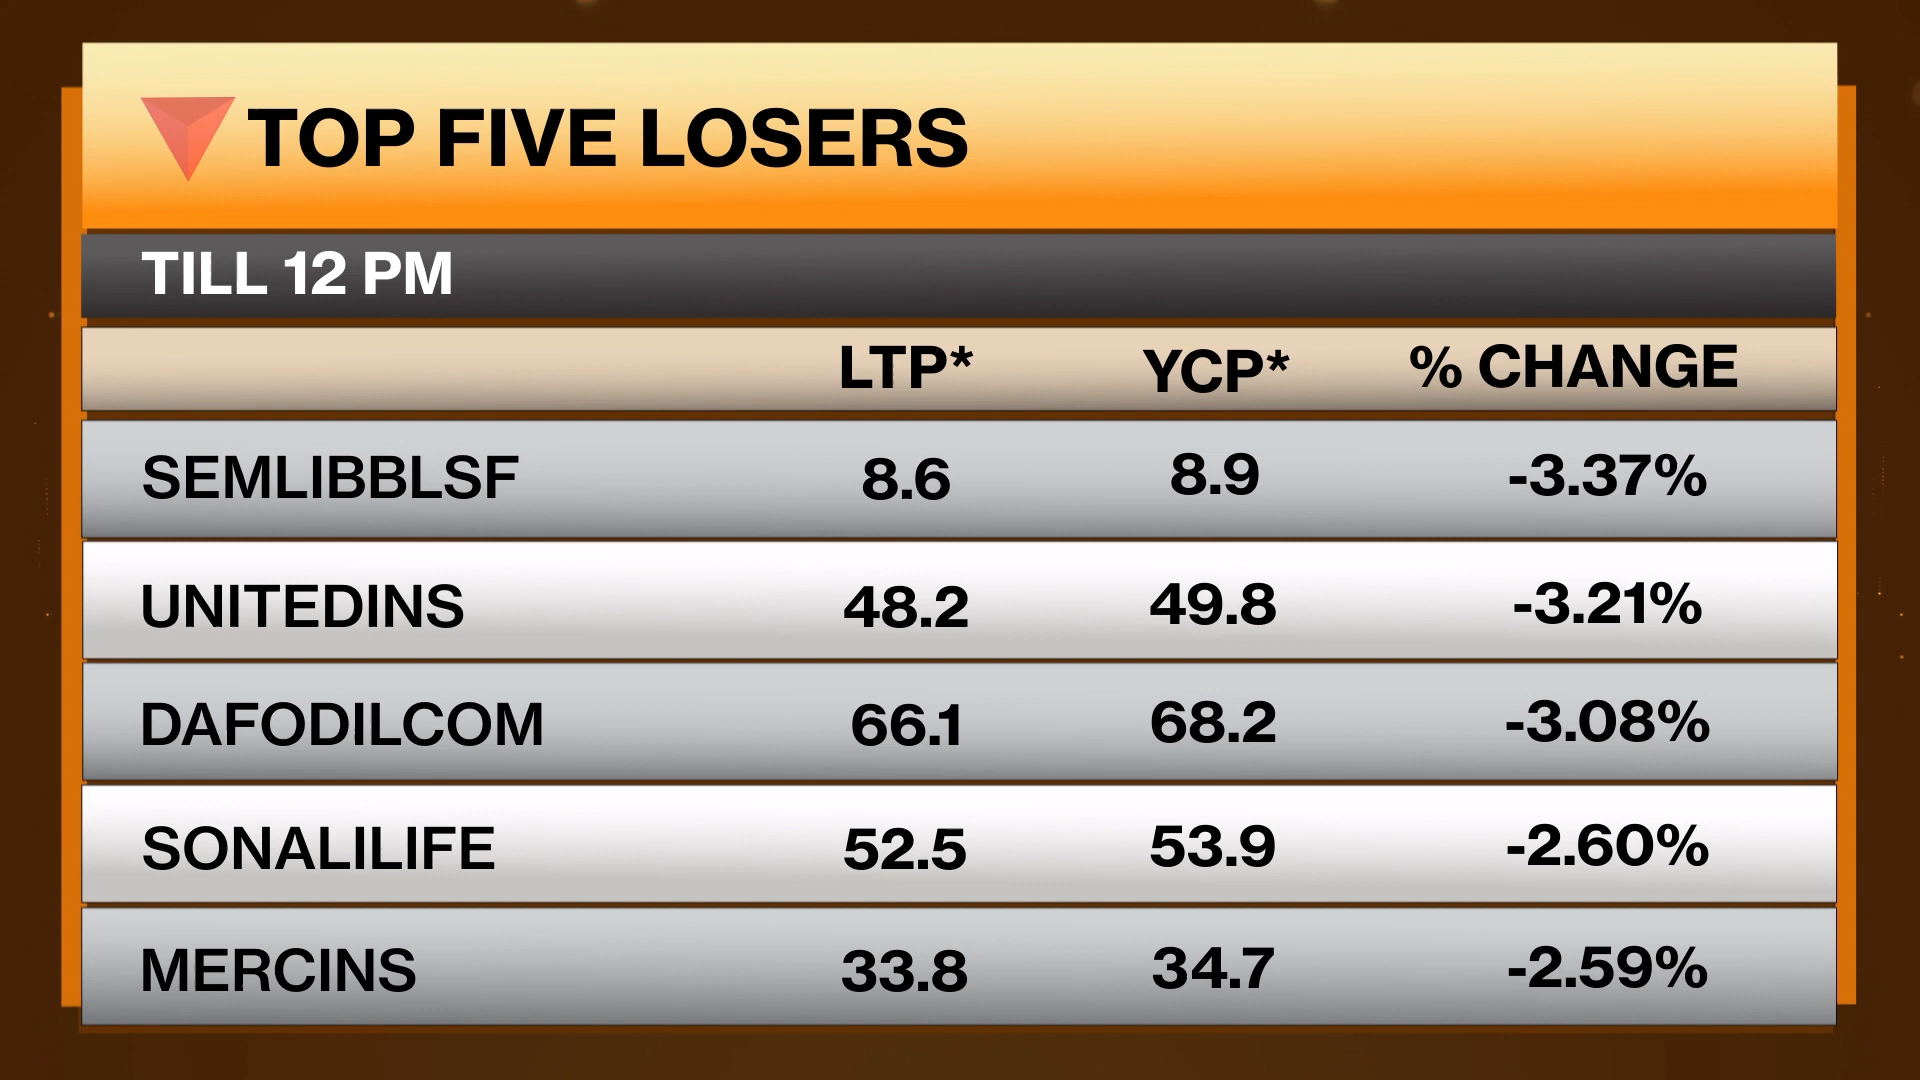 TOP FIVE LOSERS
TILL 12 PM
LTP* YCP* % CHANGE
SEMLIBBLSF 8.6 8.9 -3.37%
UNITEDINS 48.2 49.8 -3.21%
DAFODILCOM 66.1 68.2 -3.08%
SONALILIFE 52.5 53.9 -2.60%
MERCINS 33.8 34.7 -2.59%